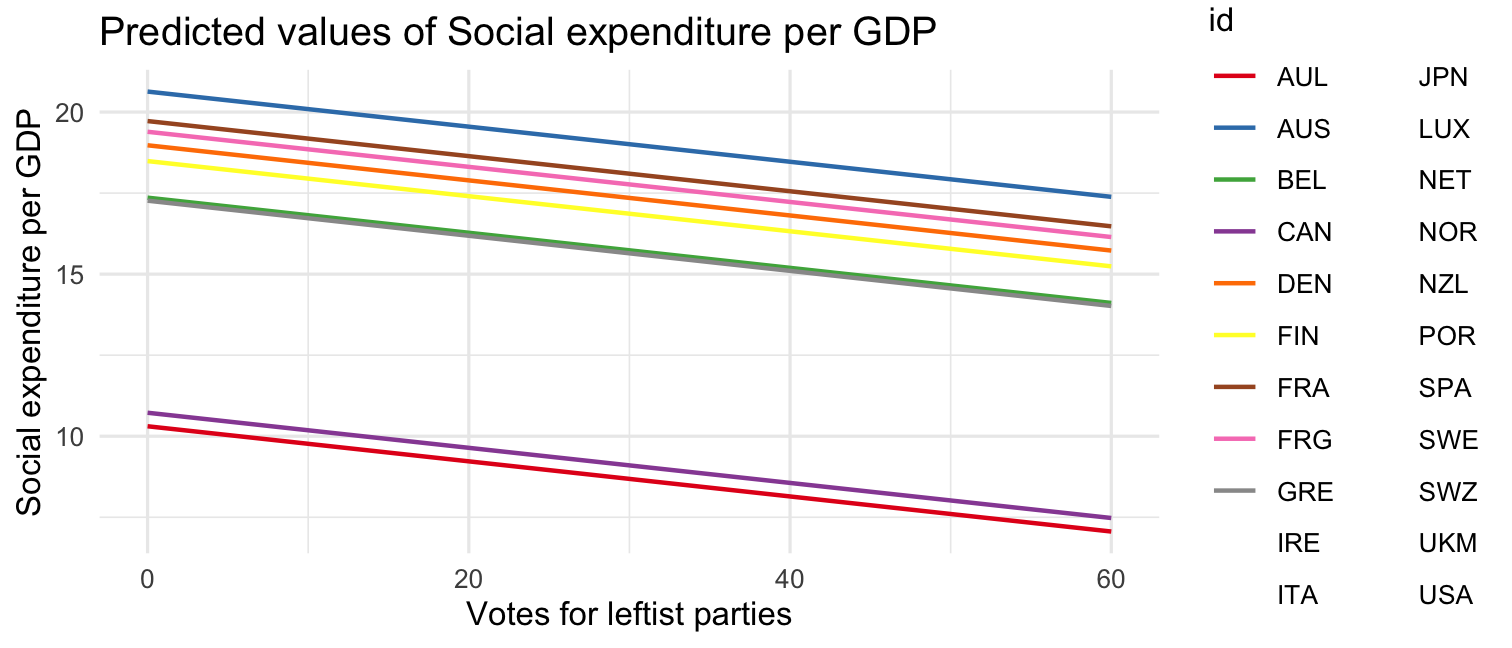 Predicted values of Social expenditure per GDP
Social expenditure per GDP
20
15
10
0 20 40 60
Votes for leftist parties
id
AUL JPN
AUS LUX
BEL NET
CAN NOR
DEN NZL
FIN POR
FRA SPA
FRG SWE
GRE SWZ
IRE UKM
ITA USA